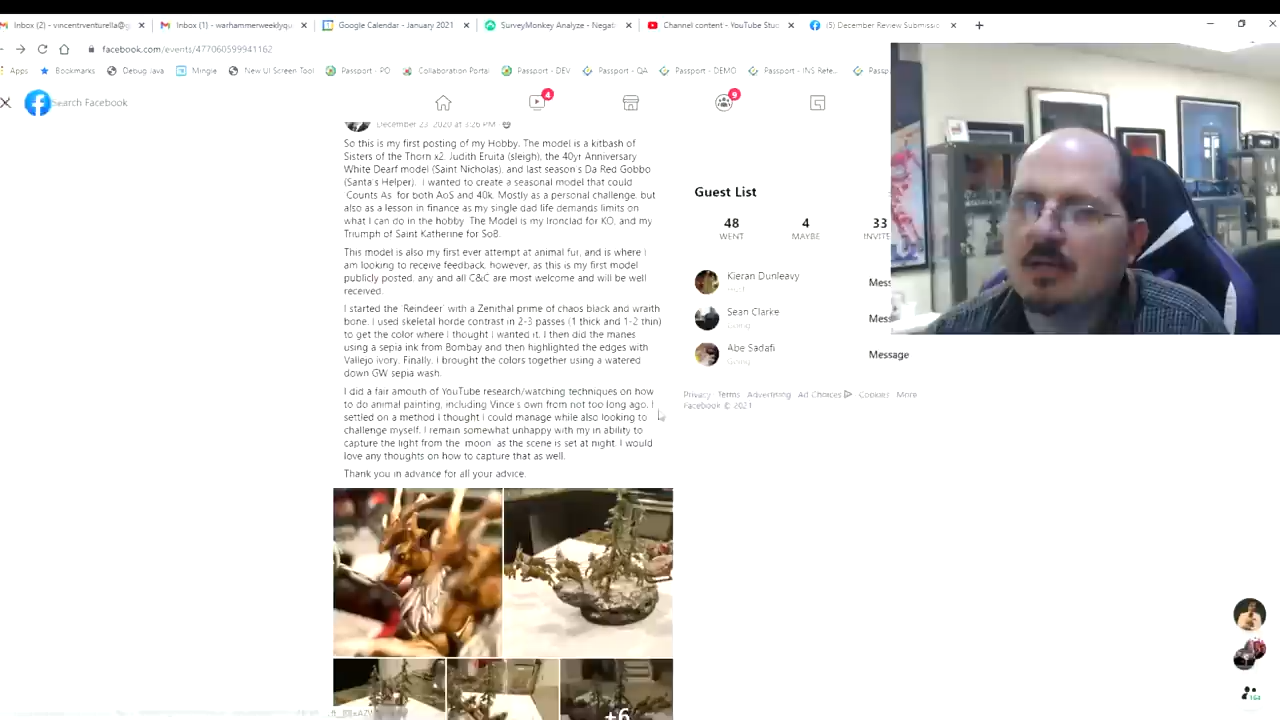 Inbox (2) - vincentrventurella@g
Inbox (1) - warhammerweeklyqu
Google Calendar - January 2021
SurveyMonkey Analyze - Negati
Channel content - YouTube Stu
(5) December Review Submissio
facebook.com/events/477060599941162
Apps
Bookmarks
Debug Java
Mingle
New UI Screen Tool
Passport - PO
Collaboration Portal
Passport - DEV
Passport - QA
Passport - DEMO
Passport - INS Rete...
Search Facebook
4
9
December 23, 2020 at 3:26 PM
So this is my first posting of my Hobby. The model is a kitbash of
Sisters of the Thorn x2, Judith Eruita (sleigh), the 40yr Anniversary
White Dearf model (Saint Nicholas), and last season's Da Red Gobbo
(Santa's Helper). I wanted to create a seasonal model that could
'Counts As' for both AoS and 40k. Mostly as a personal challenge, but
also as a lesson in finance as my single dad life demands limits on
what I can do in the hobby. The Model is my Ironclad for KO, and my
Triumph of Saint Katherine for SoB.
This model is also my first ever attempt at animal fur, and is where I
am looking to receive feedback, however, as this is my first model
publicly posted, any and all C&C are most welcome and will be well
received.
I started the 'Reindeer' with a Zenithal prime of chaos black and wraith
bone. I used skeletal horde contrast in 2-3 passes (1 thick and 1-2 thin)
to get the color where I thought I wanted it. I then did the manes
using a sepia ink from Bombay and then highlighted the edges with
Vallejo ivory. Finally, I brought the colors together using a watered
down GW sepia wash.
I did a fair amouth of YouTube research/watching techniques on how
to do animal painting, including Vince's own from not too long ago. I
settled on a method I thought I could manage while also looking to
challenge myself. I remain somewhat unhappy with my in ability to
capture the light from the 'moon' as the scene is set at night. I would
love any thoughts on how to capture that as well.
Thank you in advance for all your advice.
+6
Guest List
48
4
33
WENT
MAYBE
INVITE
Kieran Dunleavy
Mess
Sean Clarke
Going
Mess
Abe Sadafi
Going
Message
Privacy Terms Advertising Ad Choices Cookies More
Facebook © 2021
164